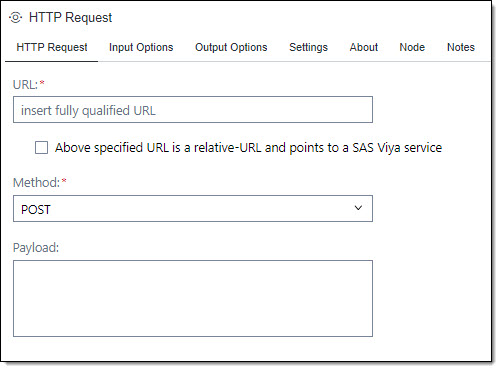 HTTP Request
HTTP Request Input Options Output Options Settings About Node Notes
URL:*
insert fully qualified URL
Above specified URL is a relative-URL and points to a SAS Viya service
Method:*
POST
Payload: